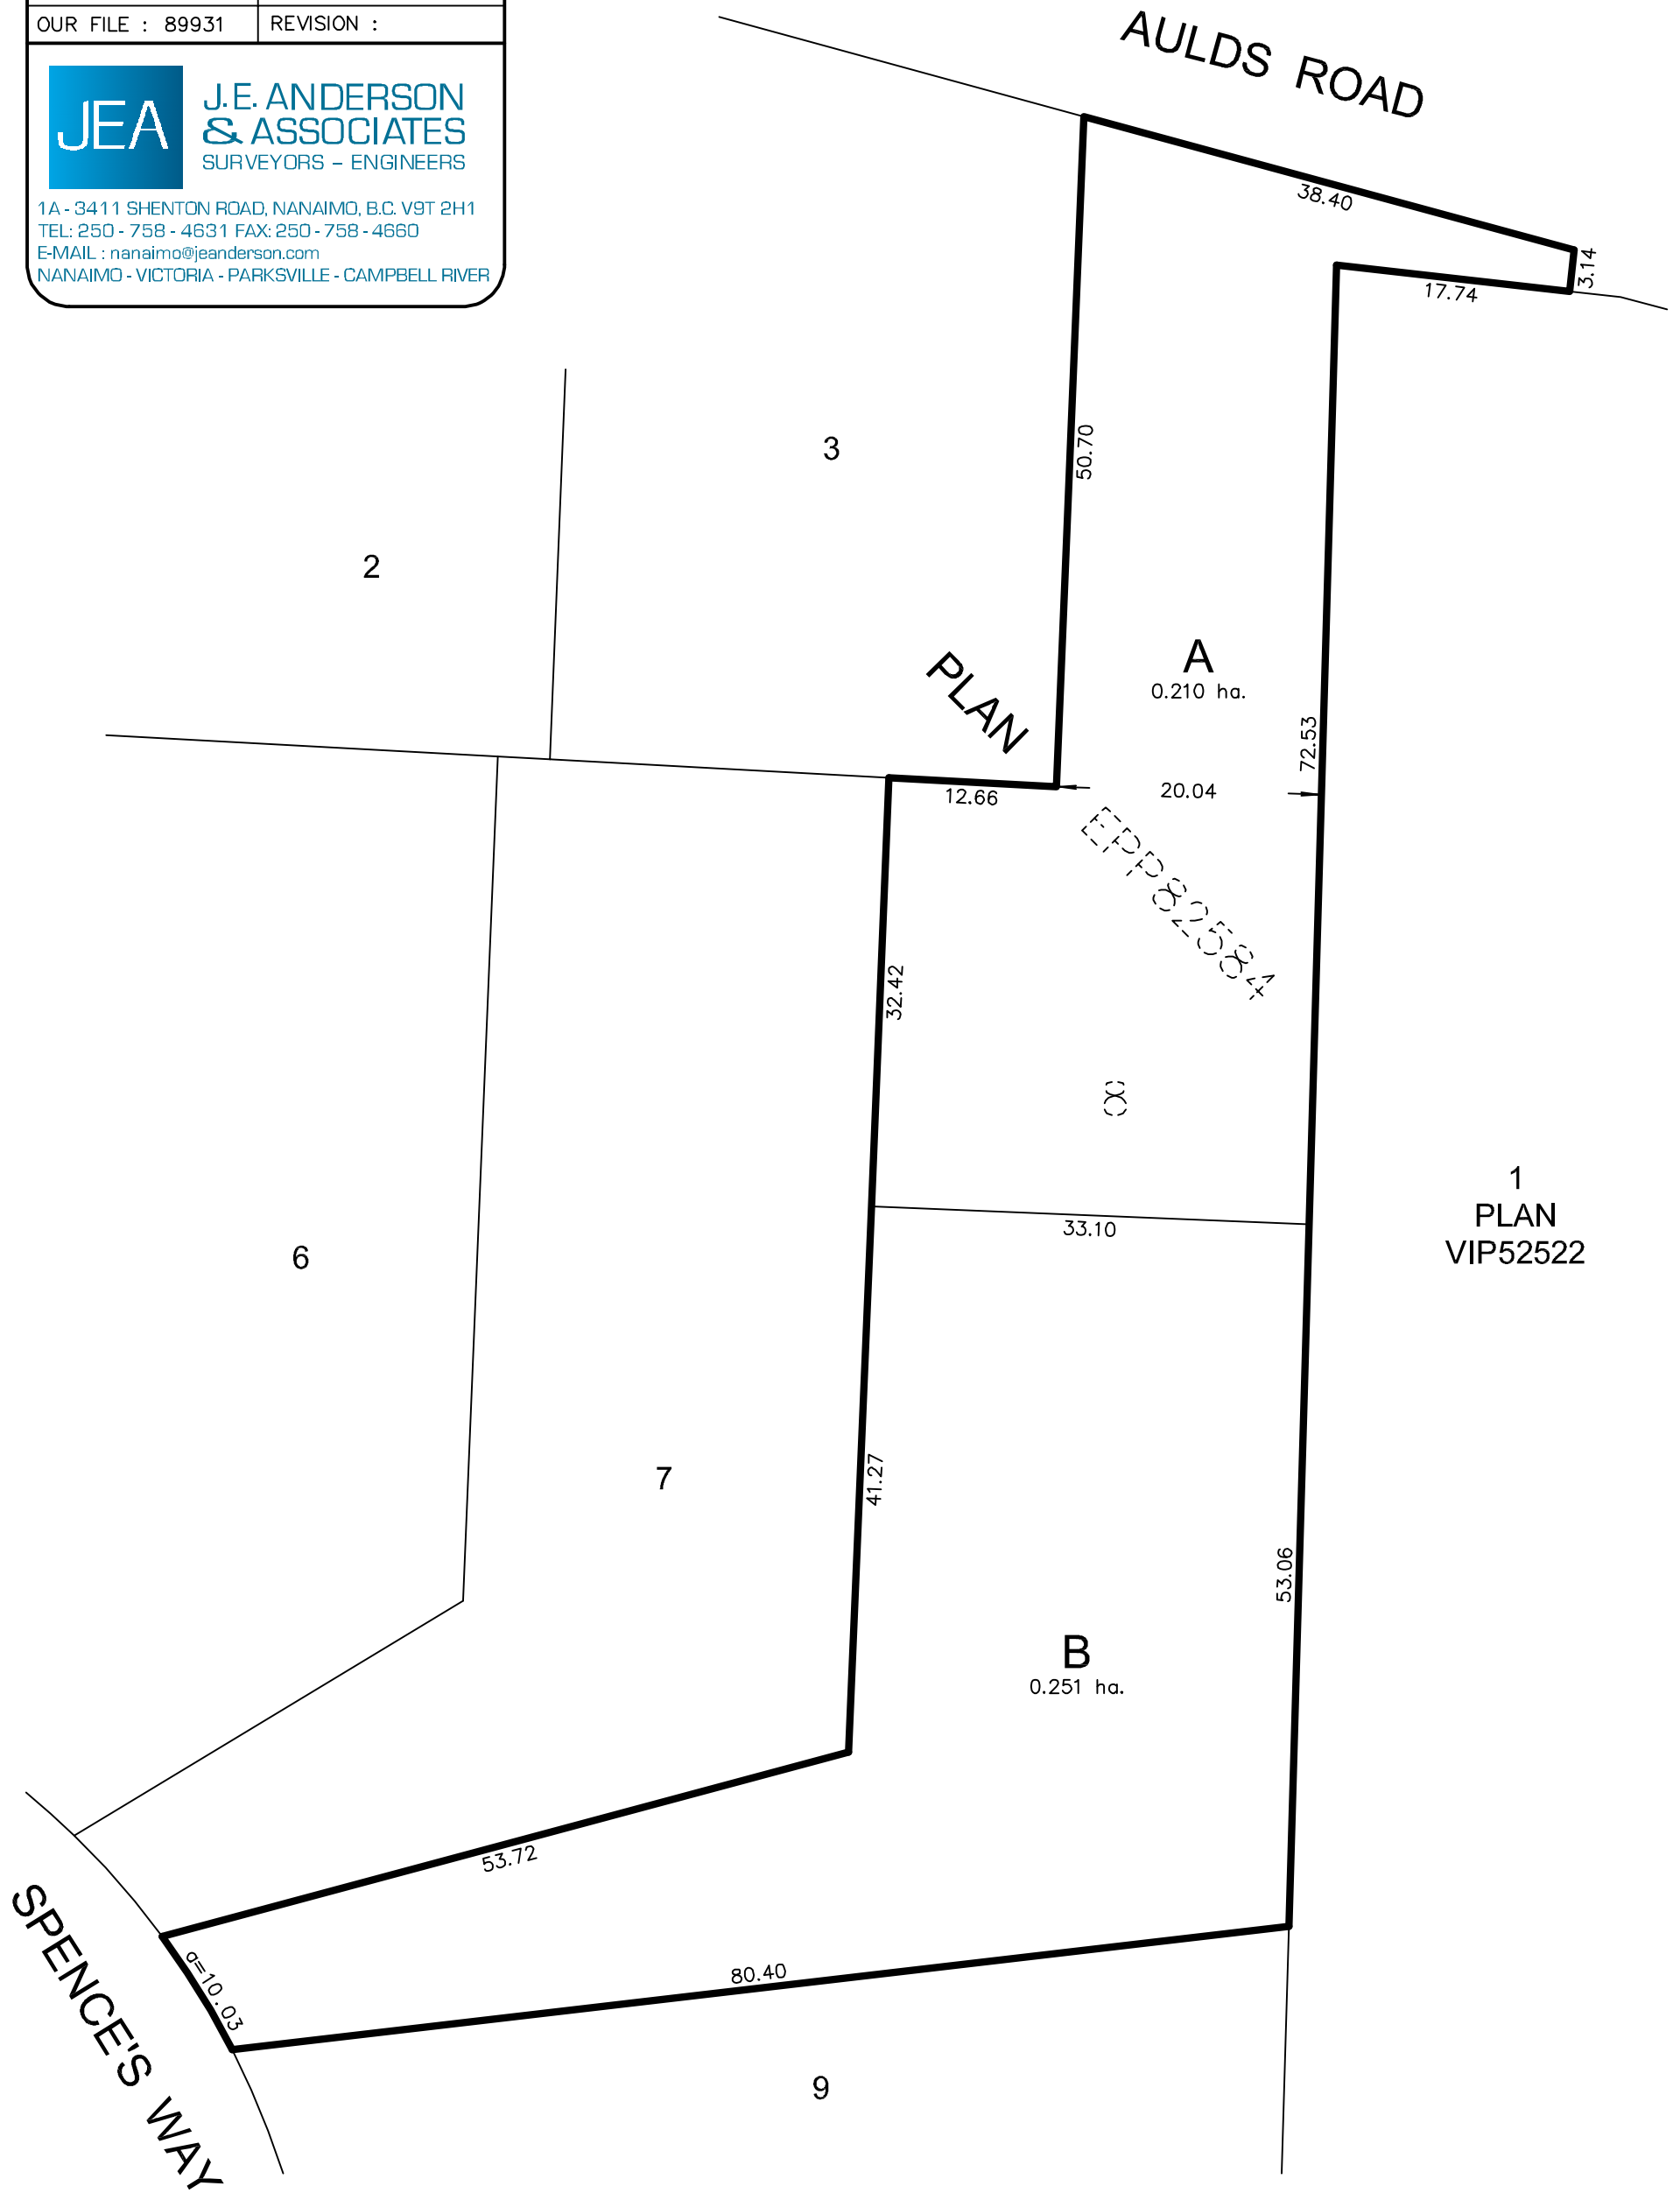 OUR FILE : 89931 REVISION :
JEA
J.E. ANDERSON
& ASSOCIATES
SURVEYORS – ENGINEERS
1A - 3411 SHENTON ROAD, NANAIMO, B.C. V9T 2H1
TEL: 250 - 758 - 4631 FAX: 250 - 758 - 4660
E-MAIL : nanaimo@jeanderson.com
NANAIMO - VICTORIA - PARKSVILLE - CAMPBELL RIVER
AULDS ROAD
38.40
3.14
17.74
50.70
3
2
A
0.210 ha.
PLAN
72.53
20.04
12.66
EPP82584
32.42
8
33.10
1
PLAN
VIP52522
6
7
41.27
53.06
B
0.251 ha.
53.72
80.40
a=10.03
SPENCE'S WAY
9